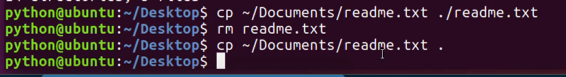 python@ubuntu:~/Desktop$ cp ~/Documents/readme.txt ./readme.txt
python@ubuntu:~/Desktop$ rm readme.txt
python@ubuntu:~/Desktop$ cp ~/Documents/readme.txt .
python@ubuntu:~/Desktop$